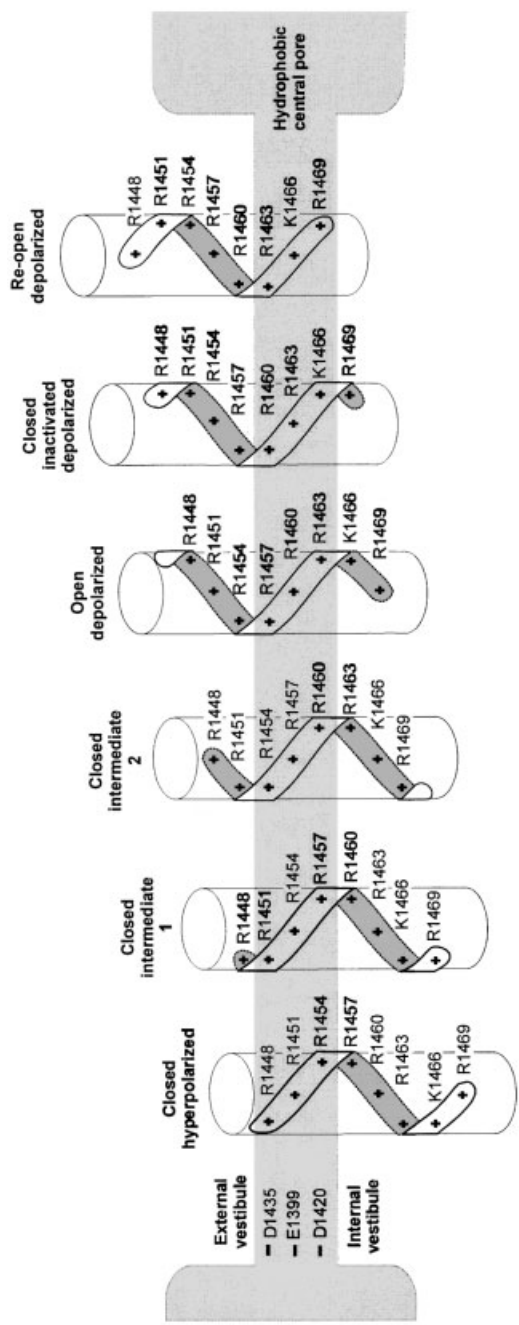 External
vestibule
D1435
E1399
D1420
Internal
vestibule
Closed
hyperpolarized
R1448
R1451
R1454
R1457
R1460
R1463
K1466
R1469
Closed
intermediate
1
R1448
R1451
R1454
R1457
R1460
R1463
K1466
R1469
Closed
intermediate
2
R1448
R1451
R1454
R1457
R1460
R1463
K1466
R1469
Open
depolarized
R1448
R1451
R1454
R1457
R1460
R1463
K1466
R1469
Closed
inactivated
depolarized
R1448
R1451
R1454
R1457
R1460
R1463
K1466
R1469
Re-open
depolarized
R1448
R1451
R1454
R1457
R1460
R1463
K1466
R1469
Hydrophobic
central pore